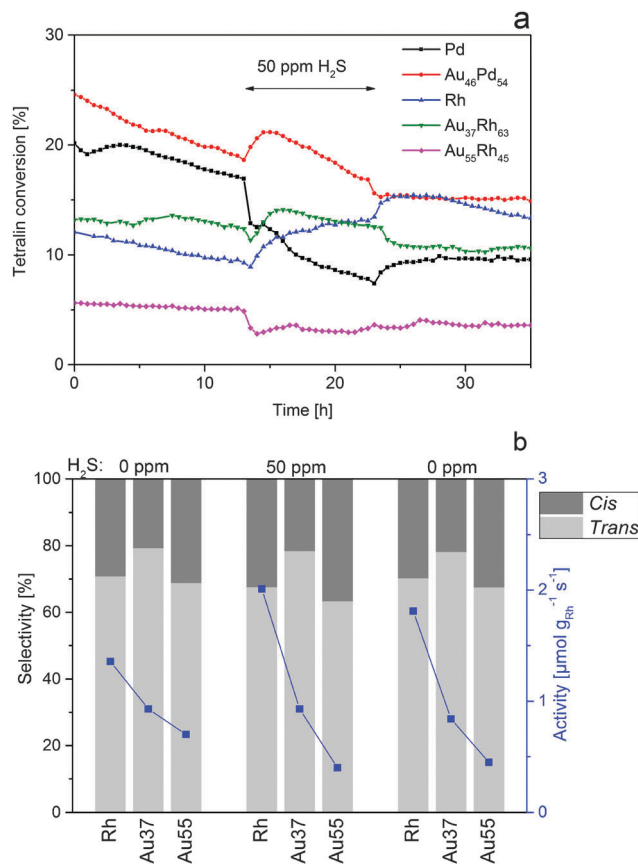 a
Pd
Au46Pd54
Rh
Au37Rh63
Au55Rh45
50 ppm H2S
Tetralin conversion [%]
40
30
20
10
0
0
10
20
30
Time [h]
b
H2S:
0 ppm
50 ppm
0 ppm
Selectivity [%]
100
80
60
40
20
0
3
2
1
0
Activity [μmol gRh-1 s-1]
Cis
Trans
Rh
Au37
Au55
Rh
Au37
Au55
Rh
Au37
Au55